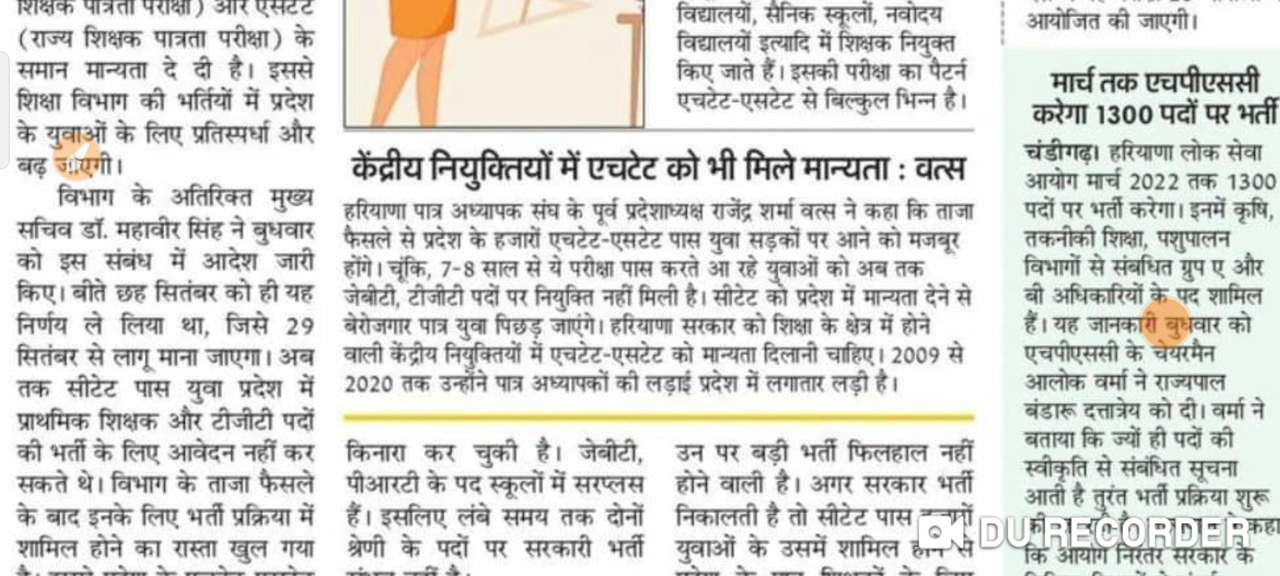 शिक्षक पात्रता परीक्षा) और एसटेट
(राज्य शिक्षक पात्रता परीक्षा) के
समान मान्यता दे दी है। इससे
शिक्षा विभाग की भर्तियों में प्रदेश
के युवाओं के लिए प्रतिस्पर्धा और
बढ़ जाएगी।
विभाग के अतिरिक्त मुख्य
सचिव डॉ. महावीर सिंह ने बुधवार
को इस संबंध में आदेश जारी
किए। बीते छह सितंबर को ही यह
निर्णय ले लिया था, जिसे 29
सितंबर से लागू माना जाएगा। अब
तक सीटेट पास युवा प्रदेश में
प्राथमिक शिक्षक और टीजीटी पदों
की भर्ती के लिए आवेदन नहीं कर
सकते थे। विभाग के ताजा फैसले
के बाद इनके लिए भर्ती प्रक्रिया में
शामिल होने का रास्ता खुल गया
विद्यालयों, सैनिक स्कूलों, नवोदय
विद्यालयों इत्यादि में शिक्षक नियुक्त
किए जाते हैं। इसकी परीक्षा का पैटर्न
एचटेट-एसटेट से बिल्कुल भिन्न है।
केंद्रीय नियुक्तियों में एचटेट को भी मिले मान्यता : वत्स
हरियाणा पात्र अध्यापक संघ के पूर्व प्रदेशाध्यक्ष राजेंद्र शर्मा वत्स ने कहा कि ताजा
फैसले से प्रदेश के हजारों एचटेट-एसटेट पास युवा सड़कों पर आने को मजबूर
होंगे। चूंकि, 7-8 साल से ये परीक्षा पास करते आ रहे युवाओं को अब तक
जेबीटी, टीजीटी पदों पर नियुक्ति नहीं मिली है। सीटेट को प्रदेश में मान्यता देने से
बेरोजगार पात्र युवा पिछड़ जाएंगे। हरियाणा सरकार को शिक्षा के क्षेत्र में होने
वाली केंद्रीय नियुक्तियों में एचटेट-एसटेट को मान्यता दिलानी चाहिए। 2009 से
2020 तक उन्होंने पात्र अध्यापकों की लड़ाई प्रदेश में लगातार लड़ी है।
किनारा कर चुकी है। जेबीटी,
पीआरटी के पद स्कूलों में सरप्लस
हैं। इसलिए लंबे समय तक दोनों
श्रेणी के पदों पर सरकारी भर्ती
उन पर बड़ी भर्ती फिलहाल नहीं
होने वाली है। अगर सरकार भर्ती
निकालती है तो सीटेट पास
युवाओं के उसमें शामिल होने से
आयोजित की जाएगी।
मार्च तक एचपीएससी
करेगा 1300 पदों पर भर्ती
चंडीगढ़। हरियाणा लोक सेवा
आयोग मार्च 2022 तक 1300
पदों पर भर्ती करेगा। इनमें कृषि,
तकनीकी शिक्षा, पशुपालन
विभागों से संबधित ग्रुप ए और
बी अधिकारियों के पद शामिल
हैं। यह जानकारी बुधवार को
एचपीएससी के चेयरमैन
आलोक वर्मा ने राज्यपाल
बंडारू दत्तात्रेय को दी। वर्मा ने
बताया कि ज्यों ही पदों की
स्वीकृति से संबंधित सूचना
आती है तुरंत भर्ती प्रक्रिया शुरू
कहा
कि आयोग निरंतर सरकार के
DU RECORDER